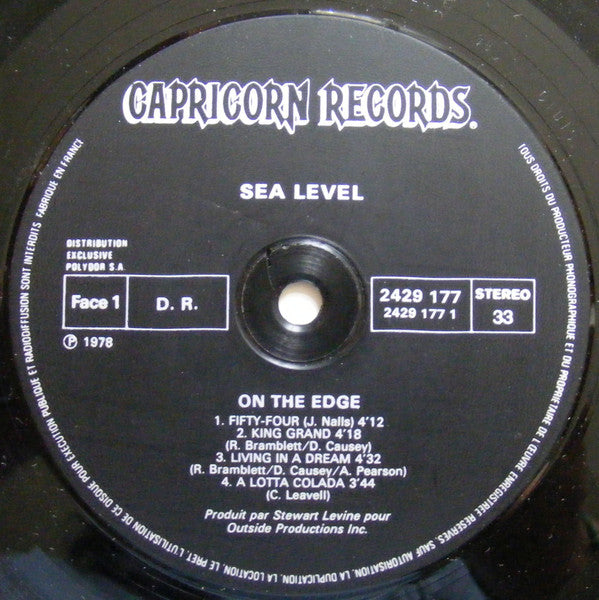 CAPRICORN RECORDS.
SEA LEVEL
DISTRIBUTION
EXCLUSIVE
POLYDOR S.A.
Face 1
D. R.
2429 177
2429 177 1
STEREO
33
℗ 1978
ON THE EDGE
1. FIFTY-FOUR (J. Nalls) 4'12
2. KING GRAND 4'18
(R. Bramblett/D. Causey)
3. LIVING IN A DREAM 4'32
(R. Bramblett/D. Causey/A. Pearson)
4. A LOTTA COLADA 3'44
(C. Leavell)
Produit par Stewart Levine pour
Outside Productions Inc.
TOUS DROITS DU PRODUCTEUR PHONOGRAPHIQUE ET DU PROPRIETAIRE DE L'ŒUVRE ENREGISTREE RESERVES. SAUF AUTORISATION, LA DUPLICATION, LA LOCATION, LE PRET, L'UTILISATION DE CE DISQUE POUR EXECUTION PUBLIQUE ET RADIODIFFUSION SONT INTERDITS FABRIQUE EN FRANCE